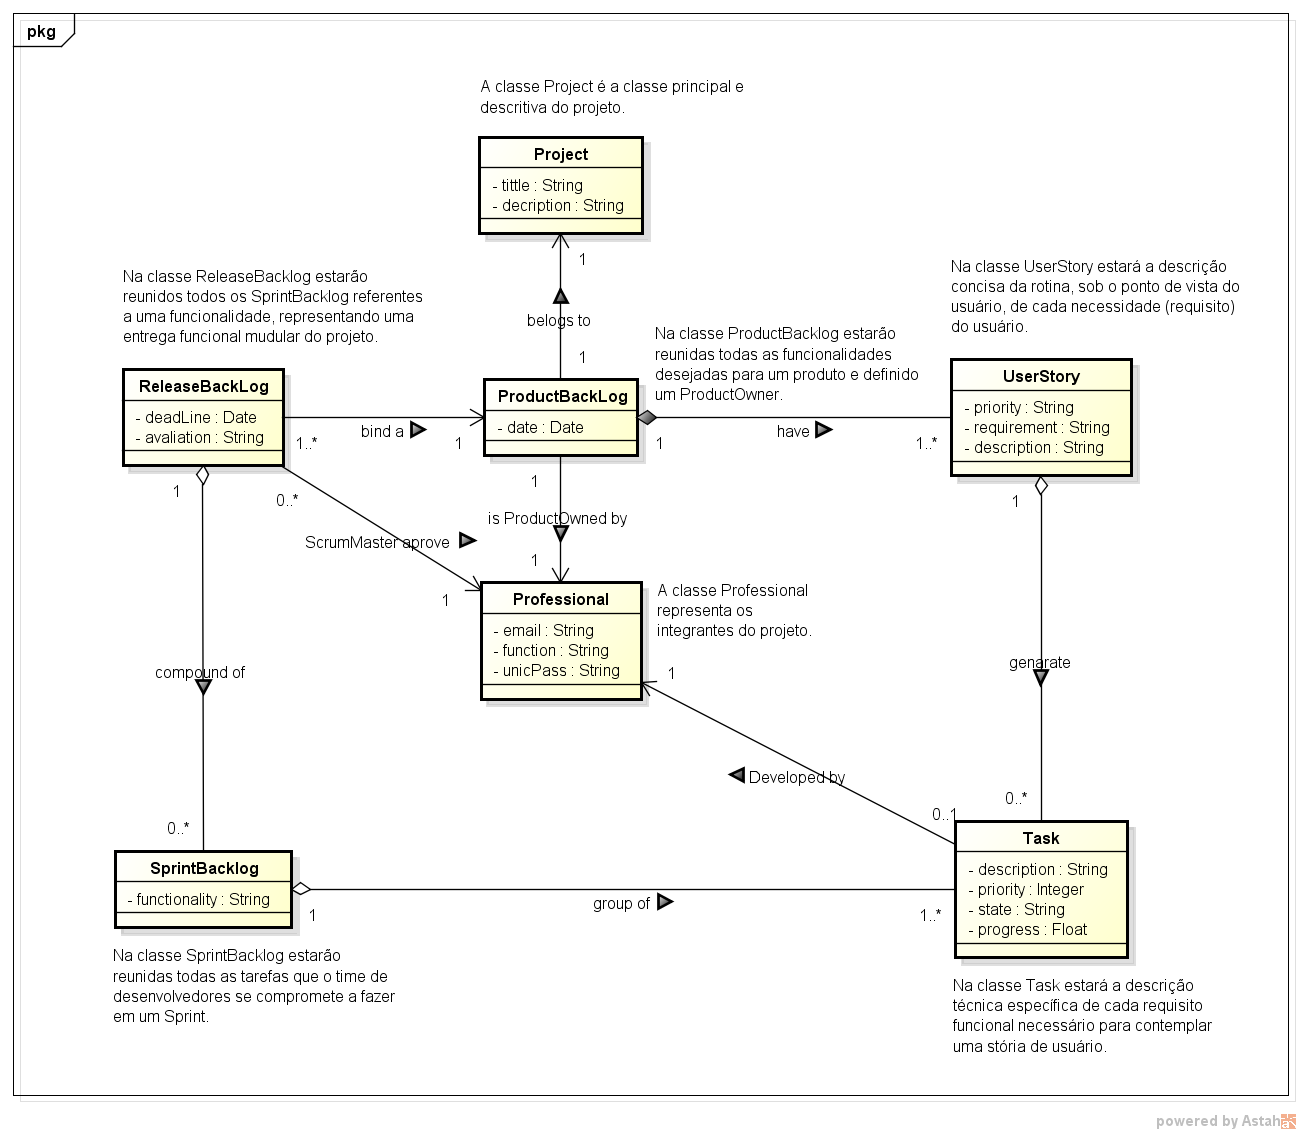 pkg
A classe Project é a classe principal e
descritiva do projeto.
Project
- tittle : String
- decription : String
1
belogs to
1
Na classe ReleaseBacklog estarão
reunidos todos os SprintBacklog referentes
a uma funcionalidade, representando uma
entrega funcional mudular do projeto.
Na classe UserStory estará a descrição
concisa da rotina, sob o ponto de vista do
usuário, de cada necessidade (requisito)
do usuário.
Na classe ProductBacklog estarão
reunidas todas as funcionalidades
desejadas para um produto e definido
um ProductOwner.
ReleaseBackLog
- deadLine : Date
- avaliation : String
1..*
bind a
1
ProductBackLog
- date : Date
1
have
1..*
UserStory
- priority : String
- requirement : String
- description : String
1
0..*
ScrumMaster aprove
1
1
is ProductOwned by
1
Professional
- email : String
- function : String
- unicPass : String
A classe Professional
representa os
integrantes do projeto.
1
Developed by
0..1
1
genarate
0..*
compound of
0..*
SprintBacklog
- functionality : String
1
group of
1..*
Task
- description : String
- priority : Integer
- state : String
- progress : Float
Na classe SprintBacklog estarão
reunidas todas as tarefas que o time de
desenvolvedores se compromete a fazer
em um Sprint.
Na classe Task estará a descrição
técnica específica de cada requisito
funcional necessário para contemplar
uma stória de usuário.
powered by Astah